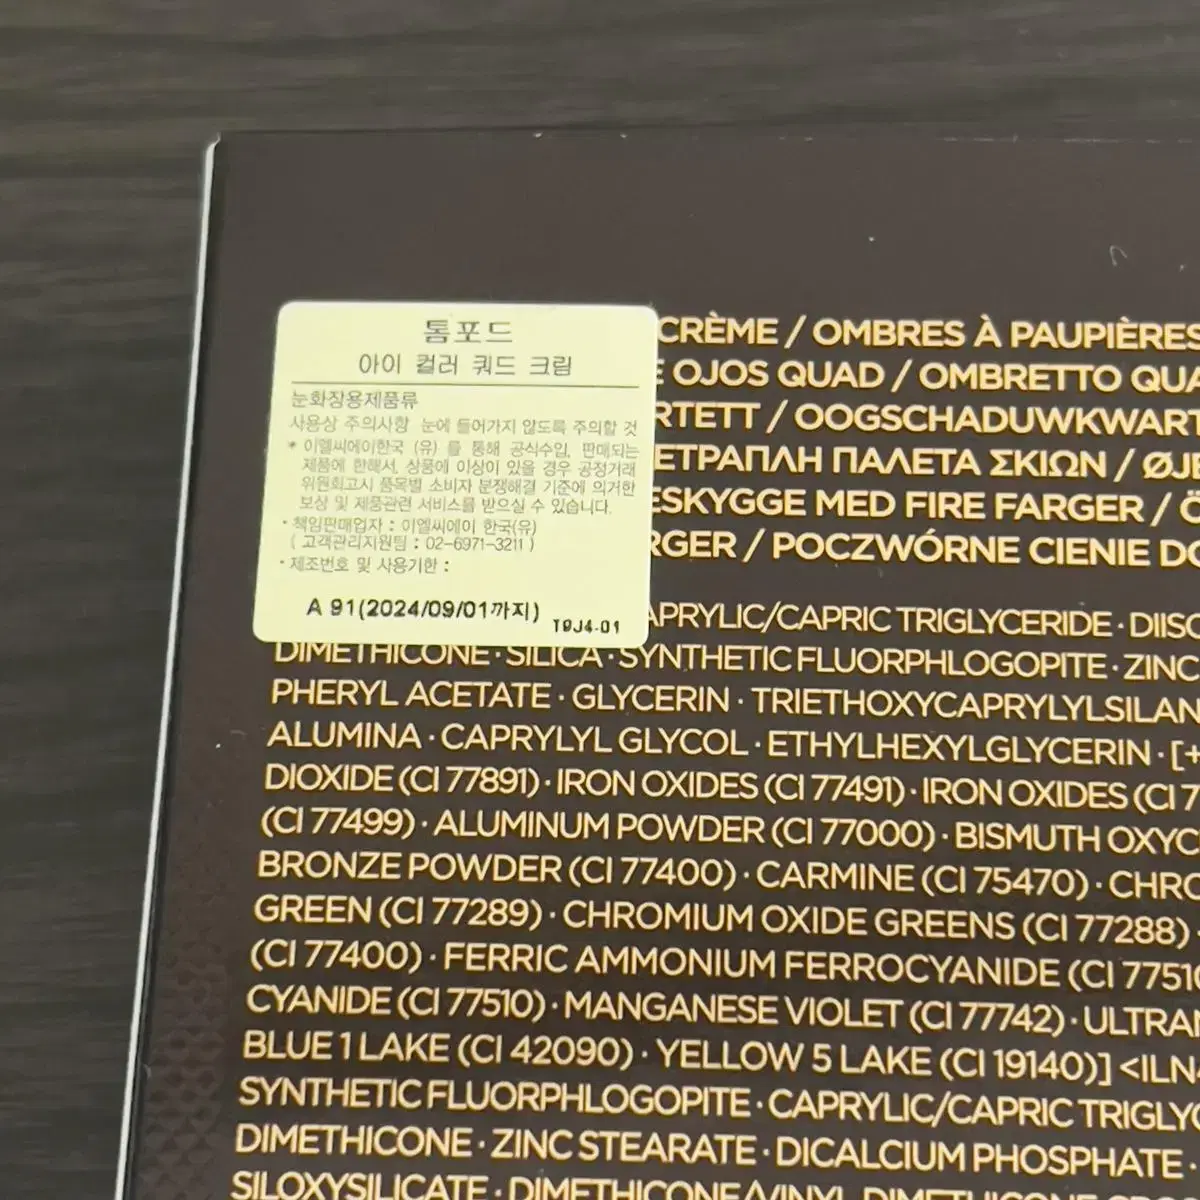 톰포드
아이 컬러 쿼드 크림
눈화장용제품류
사용상 주의사항 눈에 들어가지 않도록 주의할 것
* 이엘씨에이한국 (유) 를 통해 공식수입, 판매되는
제품에 한해서, 상품에 이상이 있을 경우 공정거래
위원회고시 품목별 소비자 분쟁해결 기준에 의거한
보상 및 제품관련 서비스를 받으실 수 있습니다.
· 책임판매업자 : 이엘씨에이 한국(유)
( 고객관리지원팀 : 02-6971-3211 )
· 제조번호 및 사용기한 :
A 91(2024/09/01까지)
T9J4-01
CRÈME / OMBRES À PAUPIÈRES
E OJOS QUAD / OMBRETTO QUA
RTETT / OOGSCHADUWKWART
ΕΤΡΑΠΛΗ ΠΑΛΕΤΑ ΣΚΙΩΝ / ØJE
ESKYGGE MED FIRE FARGER / Ö
RGER / POCZWÓRNE CIENIE DO
APRYLIC/CAPRIC TRIGLYCERIDE · DIISO
DIMETHICONE · SILICA · SYNTHETIC FLUORPHLOGOPITE · ZINC
PHERYL ACETATE · GLYCERIN · TRIETHOXYCAPRYLYLSILAN
ALUMINA · CAPRYLYL GLYCOL · ETHYLHEXYLGLYCERIN · [+
DIOXIDE (CI 77891) · IRON OXIDES (CI 77491) · IRON OXIDES (CI 7
(CI 77499) · ALUMINUM POWDER (CI 77000) · BISMUTH OXYC
BRONZE POWDER (CI 77400) · CARMINE (CI 75470) · CHRO
GREEN (CI 77289) · CHROMIUM OXIDE GREENS (CI 77288) ·
(CI 77400) · FERRIC AMMONIUM FERROCYANIDE (CI 7751
CYANIDE (CI 77510) · MANGANESE VIOLET (CI 77742) · ULTRAM
BLUE 1 LAKE (CI 42090) · YELLOW 5 LAKE (CI 19140)] <ILN
SYNTHETIC FLUORPHLOGOPITE · CAPRYLIC/CAPRIC TRIGLYC
DIMETHICONE · ZINC STEARATE · DICALCIUM PHOSPHATE ·
SILOXYSILICATE · DIMETHICONE/VINYL DIMETHICONE